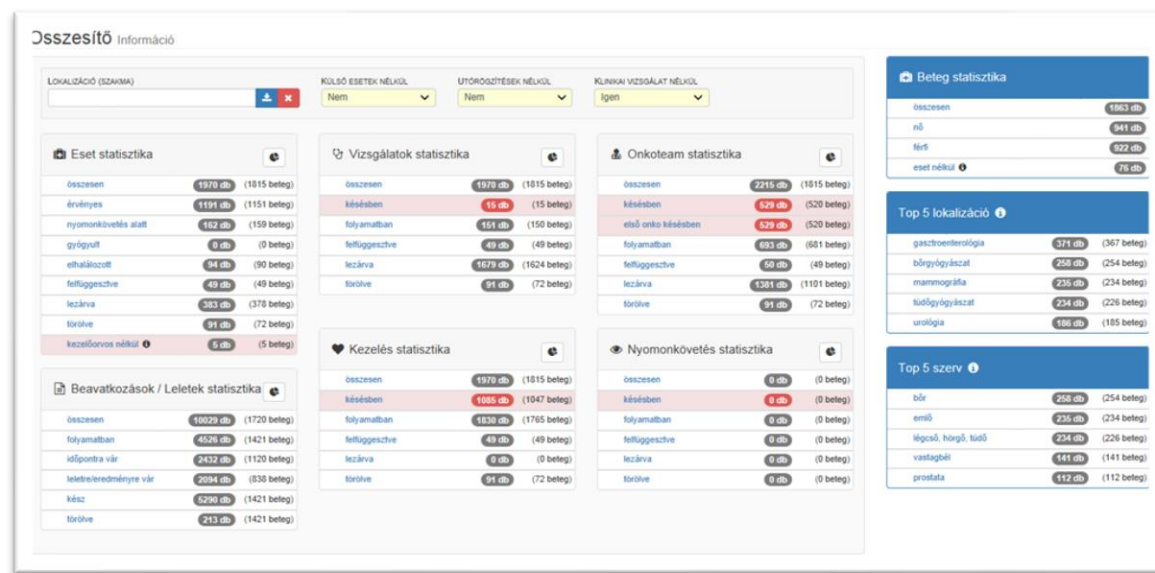 Összesítő Információ
LOKALIZÁCIÓ (SZAKMA)
KÜLSŐ ESETEK NÉLKÜL
Nem
UTÓRÖGZÍTÉSEK NÉLKÜL
Nem
KLINIKAI VIZSGÁLAT NÉLKÜL
Igen
Eset statisztika
összesen 1970 db (1815 beteg)
érvényes 1191 db (1151 beteg)
nyomonkövetés alatt 162 db (159 beteg)
gyógyult 0 db (0 beteg)
elhalálozott 94 db (90 beteg)
felfüggesztve 49 db (49 beteg)
lezárva 383 db (378 beteg)
törölve 91 db (72 beteg)
kezelőorvos nélkül 5 db (5 beteg)
Beavatkozások / Leletek statisztika
összesen 10029 db (1720 beteg)
folyamatban 4526 db (1421 beteg)
időpontra vár 2432 db (1120 beteg)
leletre/eredményre vár 2094 db (838 beteg)
kész 5290 db (1421 beteg)
törölve 213 db (1421 beteg)
Vizsgálatok statisztika
összesen 1970 db (1815 beteg)
késésben 15 db (15 beteg)
folyamatban 151 db (150 beteg)
felfüggesztve 49 db (49 beteg)
lezárva 1679 db (1624 beteg)
törölve 91 db (72 beteg)
Kezelés statisztika
összesen 1970 db (1815 beteg)
késésben 1085 db (1047 beteg)
folyamatban 1830 db (1765 beteg)
felfüggesztve 49 db (49 beteg)
lezárva 0 db (0 beteg)
törölve 91 db (72 beteg)
Onkoteam statisztika
összesen 2215 db (1815 beteg)
késésben 529 db (520 beteg)
első onko késésben 529 db (520 beteg)
folyamatban 693 db (681 beteg)
felfüggesztve 50 db (49 beteg)
lezárva 1381 db (1101 beteg)
törölve 91 db (72 beteg)
Nyomonkövetés statisztika
összesen 0 db (0 beteg)
késésben 0 db (0 beteg)
folyamatban 0 db (0 beteg)
felfüggesztve 0 db (0 beteg)
lezárva 0 db (0 beteg)
törölve 0 db (0 beteg)
Beteg statisztika
összesen 1863 db
nő 941 db
férfi 922 db
eset nélkül 76 db
Top 5 lokalizáció
gasztroenterológia 371 db (367 beteg)
bőrgyógyászat 258 db (254 beteg)
mammográfia 235 db (234 beteg)
tüdőgyógyászat 234 db (226 beteg)
urológia 186 db (185 beteg)
Top 5 szerv
bőr 258 db (254 beteg)
emlő 235 db (234 beteg)
légcső, hörgő, tüdő 234 db (226 beteg)
vastagbél 141 db (141 beteg)
prostata 112 db (112 beteg)